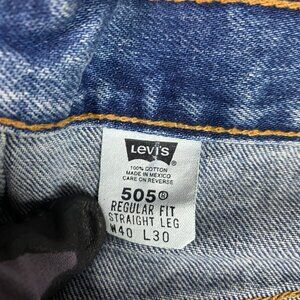 Levi's
100% COTTON
MADE IN MEXICO
CARE ON REVERSE
505®
REGULAR FIT
STRAIGHT LEG
W40 L30